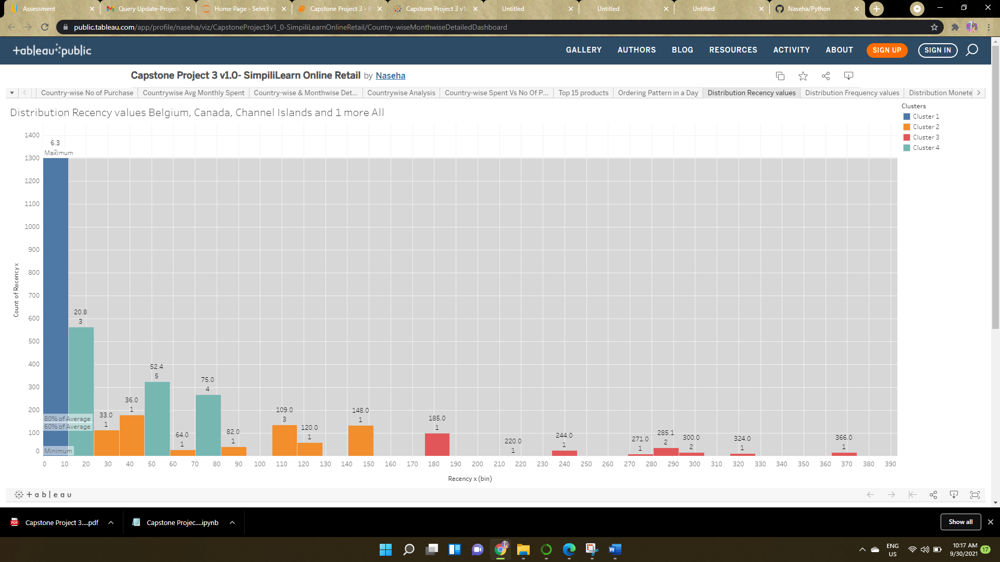 Assessment
Query Update-Project
Home Page - Select or
Capstone Project 3 - R
Capstone Project 3 v1.
Untitled
Untitled
Untitled
Naseha/Python
public.tableau.com/app/profile/naseha/viz/CapstoneProject3v1_0-SimpiliLearnOnlineRetail/Country-wiseMonthwiseDetailedDashboard
+ableau public
GALLERY AUTHORS BLOG RESOURCES ACTIVITY ABOUT SIGN UP SIGN IN
Capstone Project 3 v1.0- SimpiliLearn Online Retail by Naseha
Country-wise No of Purchase
Countrywise Avg Monthly Spent
Country-wise & Monthwise Det...
Countrywise Analysis
Country-wise Spent Vs No Of P...
Top 15 products
Ordering Pattern in a Day
Distribution Recency values
Distribution Frequency values
Distribution Monete
Distribution Recency values Belgium, Canada, Channel Islands and 1 more All
Clusters
Cluster 1
Cluster 2
Cluster 3
Cluster 4
Count of Recency x
1400
1300
1200
1100
1000
900
800
700
600
500
400
300
200
100
0
6.3
Maximum
80% of Average
60% of Average
Minimum
20.8
3
33.0
1
36.0
1
52.4
5
64.0
1
75.0
4
82.0
1
109.0
3
120.0
1
148.0
1
185.0
1
220.0
1
244.0
1
271.0
1
285.1
2
300.0
2
324.0
1
366.0
1
0 10 20 30 40 50 60 70 80 90 100 110 120 130 140 150 160 170 180 190 200 210 220 230 240 250 260 270 280 290 300 310 320 330 340 350 360 370 380 390
Recency x (bin)
+ a b | e a u
Capstone Project 3....pdf
Capstone Projec....ipynb
Show all
ENG
US
10:17 AM
9/30/2021
17